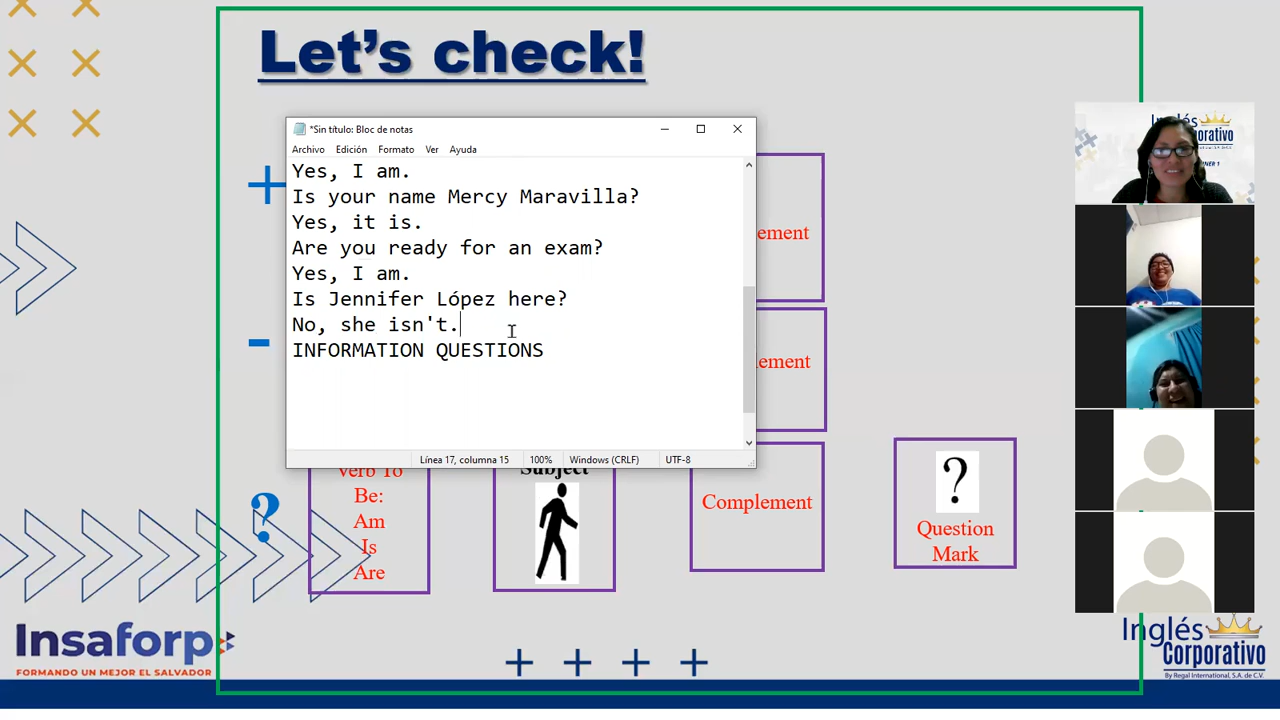 Let's check!
*Sin título: Bloc de notas
Archivo Edición Formato Ver Ayuda
Yes, I am.
Is your name Mercy Maravilla?
Yes, it is.
Are you ready for an exam?
Yes, I am.
Is Jennifer López here?
No, she isn't.
INFORMATION QUESTIONS
Línea 17, columna 15 100% Windows (CRLF) UTF-8
+
ement
-
ement
?
Verb To
Be:
Am
Is
Are
Subject
Complement
?
Question
Mark
Inglés
Corporativo
Insaforp
FORMANDO UN MEJOR EL SALVADOR
Inglés
Corporativo
By Regal International, S.A. de C.V.